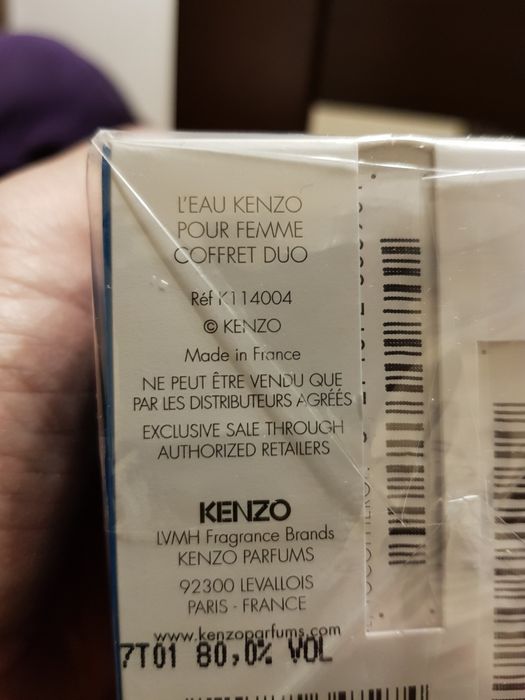 L'EAU KENZO
POUR FEMME
COFFRET DUO
Réf K114004
© KENZO
Made in France
NE PEUT ÊTRE VENDU QUE
PAR LES DISTRIBUTEURS AGRÉÉS
EXCLUSIVE SALE THROUGH
AUTHORIZED RETAILERS
KENZO
LVMH Fragrance Brands
KENZO PARFUMS
92300 LEVALLOIS
PARIS - FRANCE
www.kenzoparfums.com
7T01 80,0% VOL